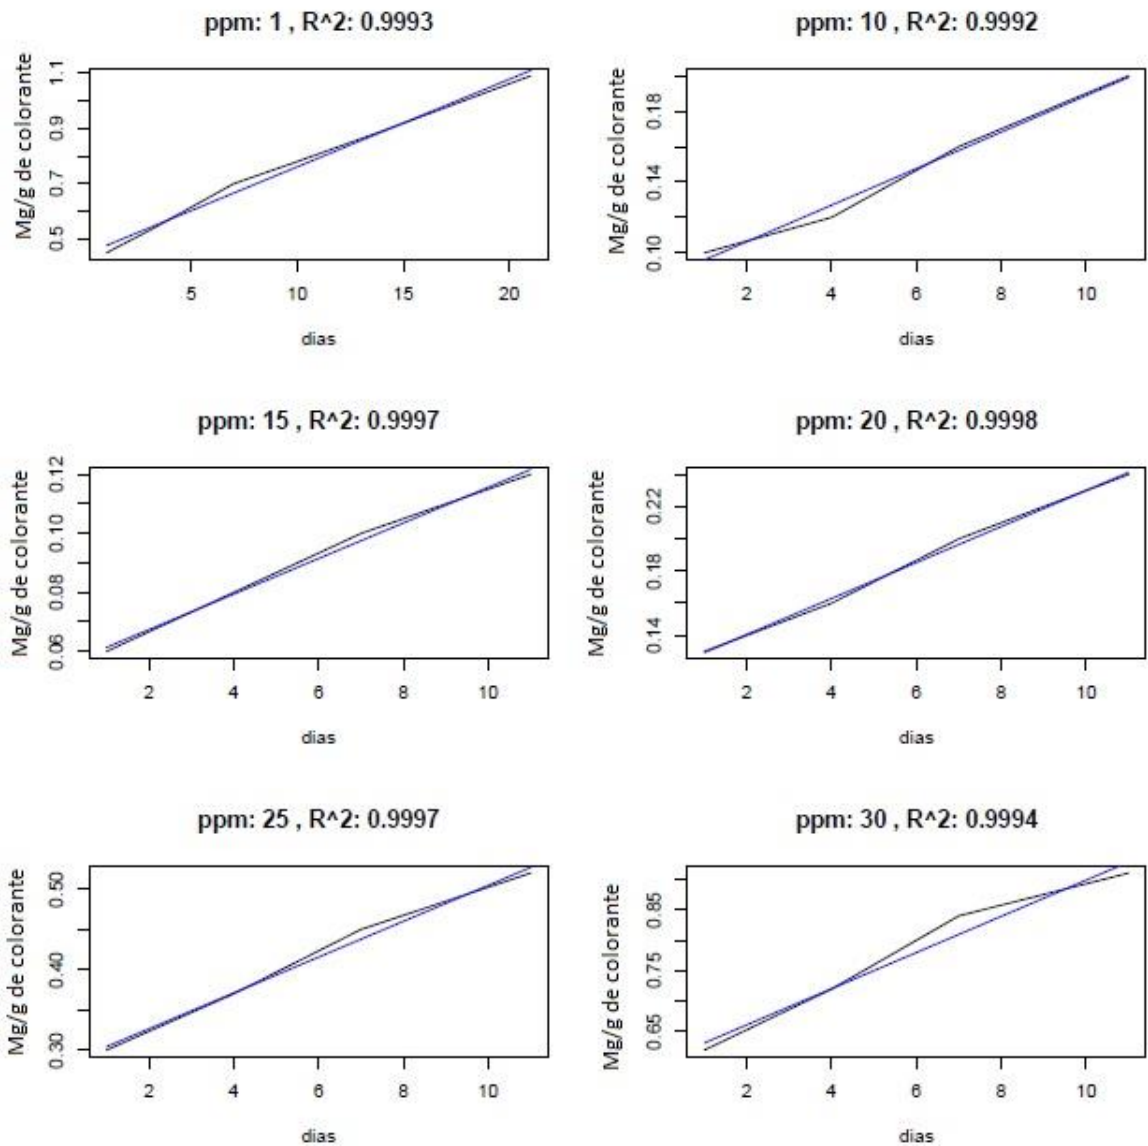 ppm: 1 , R^2: 0.9993
Mg/g de colorante
1.1
0.9
0.7
0.5
5 10 15 20
dias
ppm: 10 , R^2: 0.9992
Mg/g de colorante
0.18
0.14
0.10
2 4 6 8 10
dias
ppm: 15 , R^2: 0.9997
Mg/g de colorante
0.12
0.10
0.08
0.06
2 4 6 8 10
dias
ppm: 20 , R^2: 0.9998
Mg/g de colorante
0.22
0.18
0.14
2 4 6 8 10
dias
ppm: 25 , R^2: 0.9997
Mg/g de colorante
0.50
0.40
0.30
2 4 6 8 10
dias
ppm: 30 , R^2: 0.9994
Mg/g de colorante
0.85
0.75
0.65
2 4 6 8 10
dias